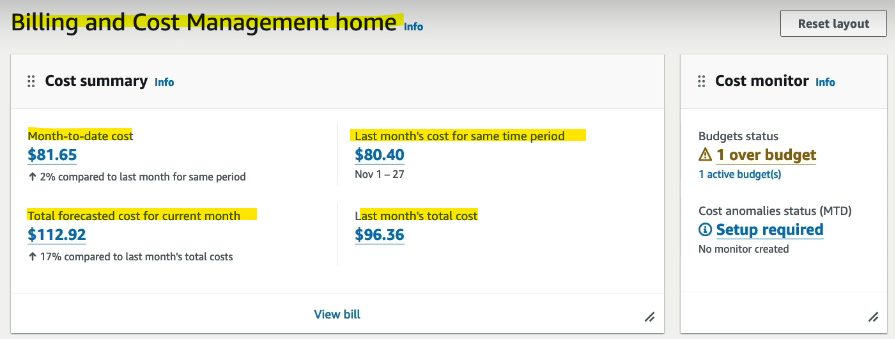 Billing and Cost Management home Info
Reset layout
Cost summary Info
Month-to-date cost
$81.65
↑ 2% compared to last month for same period
Last month's cost for same time period
$80.40
Nov 1 – 27
Total forecasted cost for current month
$112.92
↑ 17% compared to last month's total costs
Last month's total cost
$96.36
View bill
Cost monitor Info
Budgets status
1 over budget
1 active budget(s)
Cost anomalies status (MTD)
Setup required
No monitor created